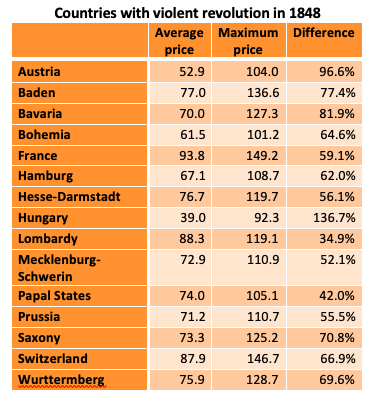 Countries with violent revolution in 1848
Average price Maximum price Difference
Austria 52.9 104.0 96.6%
Baden 77.0 136.6 77.4%
Bavaria 70.0 127.3 81.9%
Bohemia 61.5 101.2 64.6%
France 93.8 149.2 59.1%
Hamburg 67.1 108.7 62.0%
Hesse-Darmstadt 76.7 119.7 56.1%
Hungary 39.0 92.3 136.7%
Lombardy 88.3 119.1 34.9%
Mecklenburg-Schwerin 72.9 110.9 52.1%
Papal States 74.0 105.1 42.0%
Prussia 71.2 110.7 55.5%
Saxony 73.3 125.2 70.8%
Switzerland 87.9 146.7 66.9%
Wurttermberg 75.9 128.7 69.6%